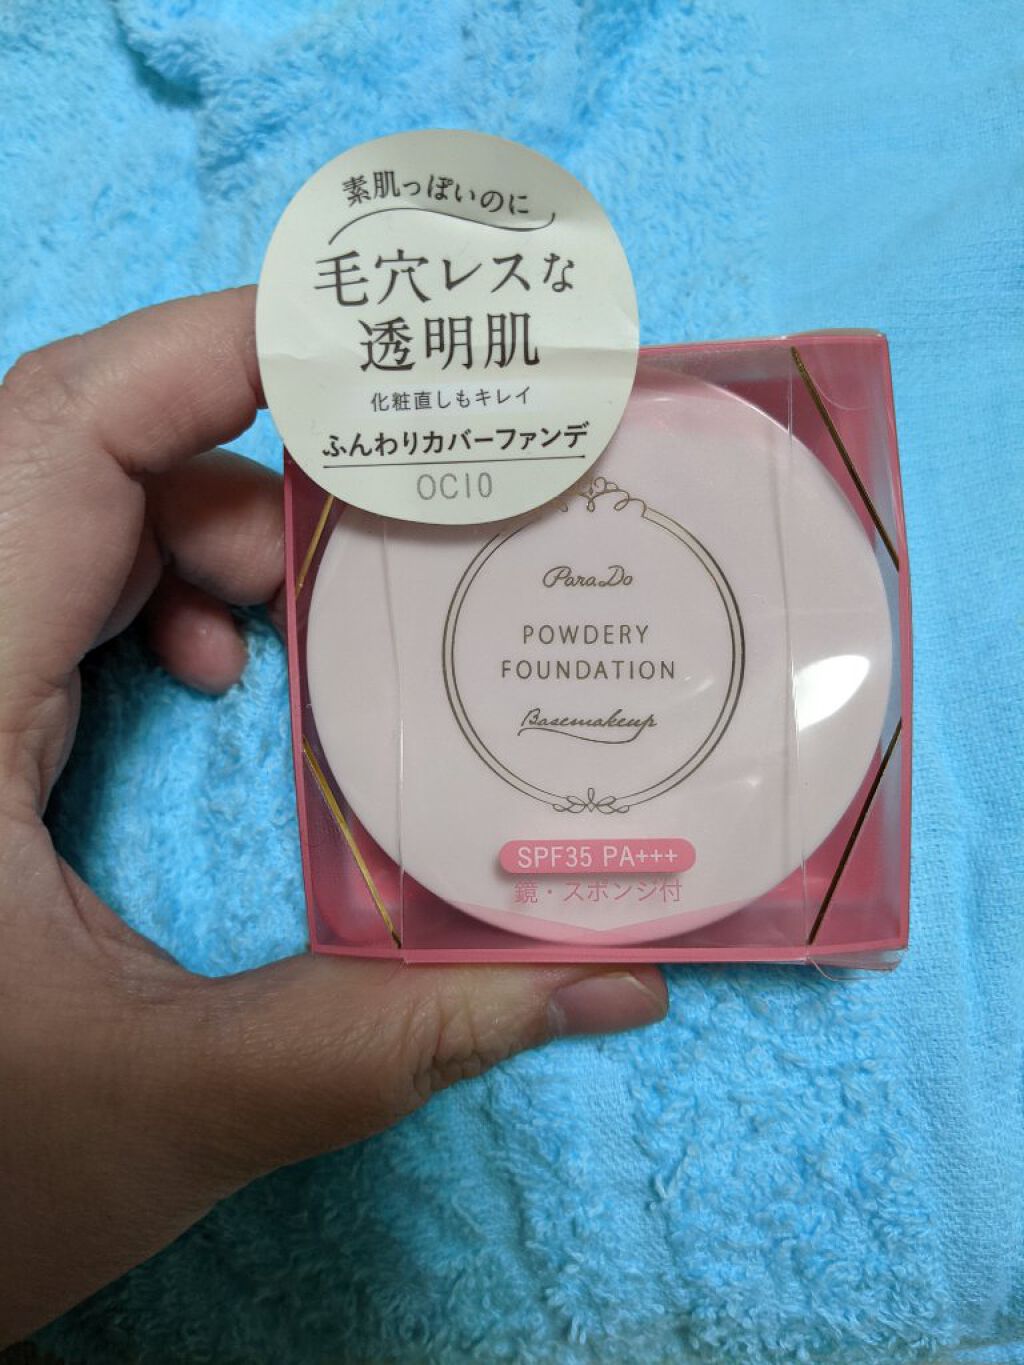 素肌っぽいのに
毛穴レスな
透明肌
化粧直しもキレイ
ふんわりカバーファンデ
OC10
ParaDo
POWDERY
FOUNDATION
Basemakeup
SPF35 PA+++
鏡・スポンジ付